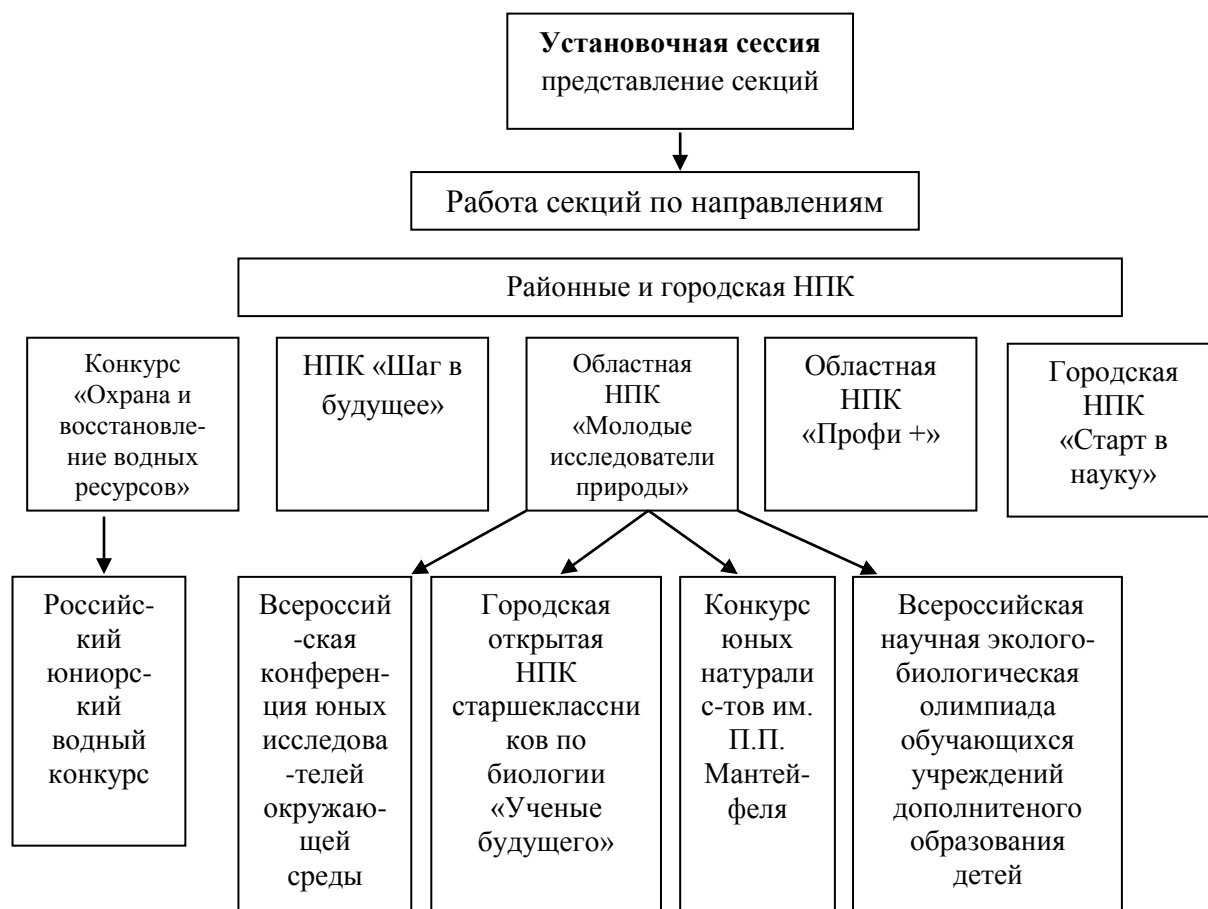 Установочная сессия
представление секций
Работа секций по направлениям
Районные и городская НПК
Конкурс
«Охрана и
восстановле-
ние водных
ресурсов»
НПК «Шаг в
будущее»
Областная
НПК
«Молодые
исследователи
природы»
Областная
НПК
«Профи +»
Городская
НПК
«Старт в
науку»
Российс-
кий
юниорс-
кий
водный
конкурс
Всероссий
-ская
конферен-
ция юных
исследова
-телей
окружаю-
щей
среды
Городская
открытая
НПК
старшеклассни
ков по
биологии
«Ученые
будущего»
Конкурс
юных
натурали
с-тов им.
П.П.
Мантей-
феля
Всероссийская
научная эколого-
биологическая
олимпиада
обучающихся
учреждений
дополнитеного
образования
детей